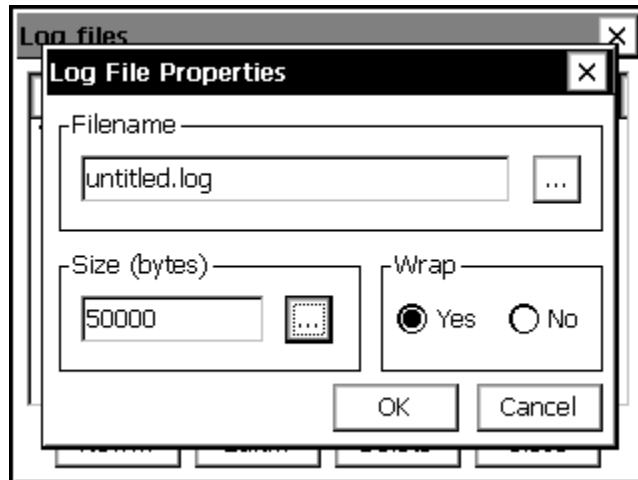 Log files
Log File Properties
Filename
untitled.log
...
Size (bytes)
50000
...
Wrap
Yes
No
OK
Cancel